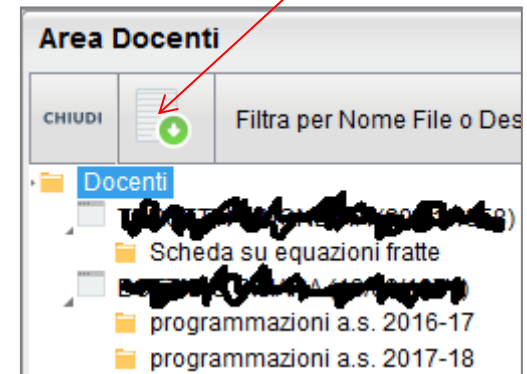 Area Docenti
CHIUDI Filtra per Nome File o Des
Docenti
Scheda su equazioni fratte
programmazioni a.s. 2016-17
programmazioni a.s. 2017-18